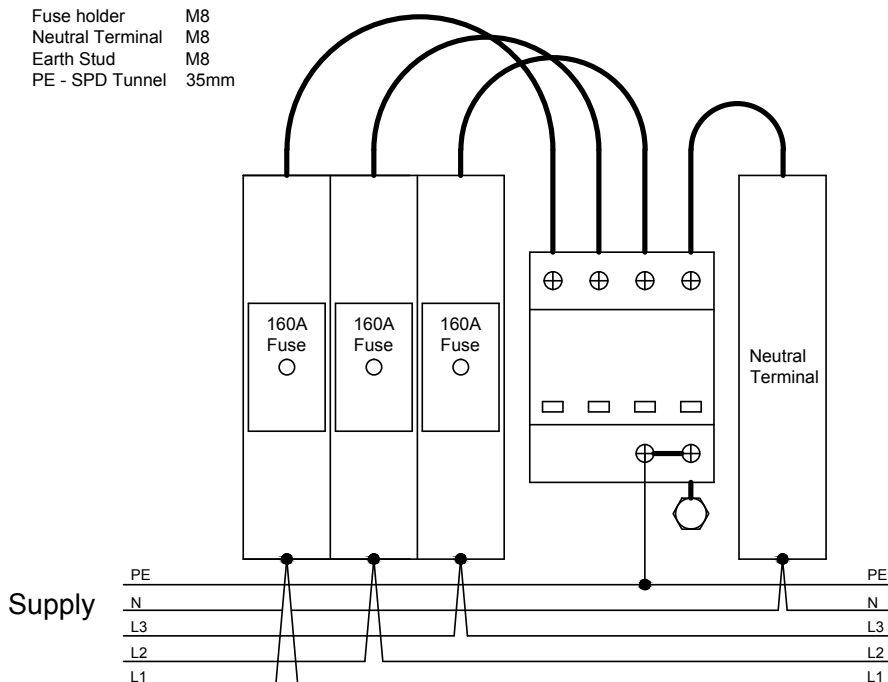 Fuse holder M8
Neutral Terminal M8
Earth Stud M8
PE - SPD Tunnel 35mm
160A
Fuse
160A
Fuse
160A
Fuse
Neutral
Terminal
Supply
PE
N
L3
L2
L1
PE
N
L3
L2
L1